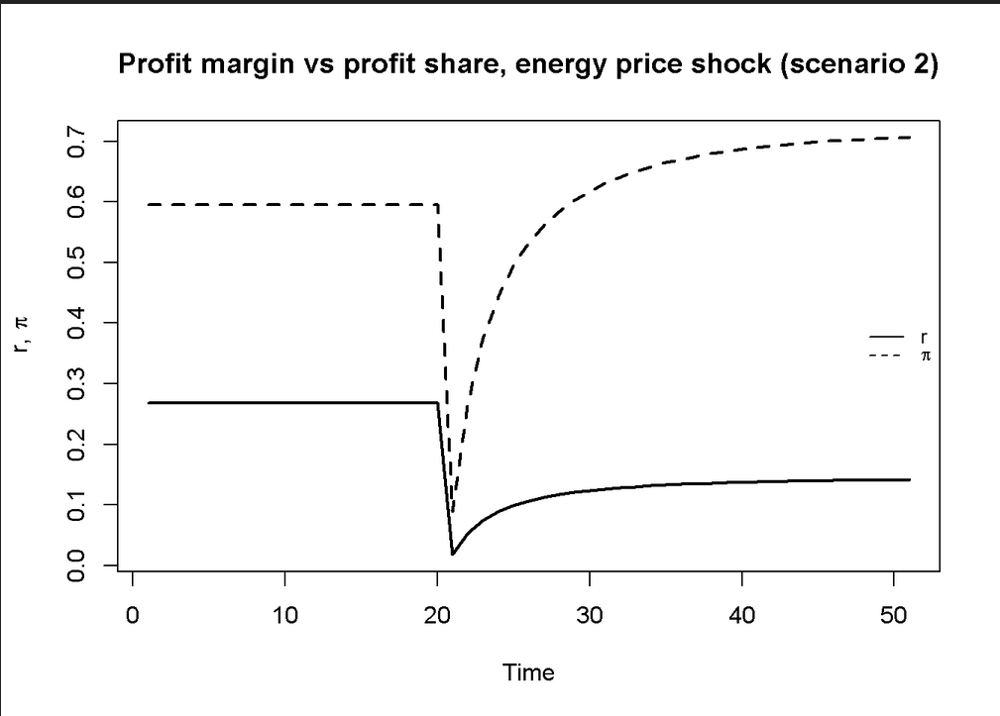 Profit margin vs profit share, energy price shock (scenario 2)
0.7
0.6
0.5
0.4
0.3
0.2
0.1
0.0
r, π
r
π
0 10 20 30 40 50
Time